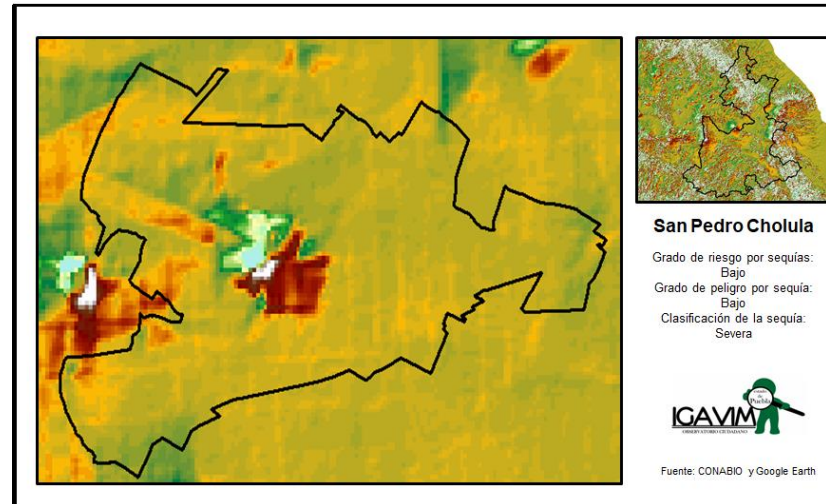 San Pedro Cholula
Grado de riesgo por sequías:
Bajo
Grado de peligro por sequía:
Bajo
Clasificación de la sequía:
Severa
Puebla
IGAVIM
OBSERVATORIO CIUDADANO
Fuente: CONABIO y Google Earth